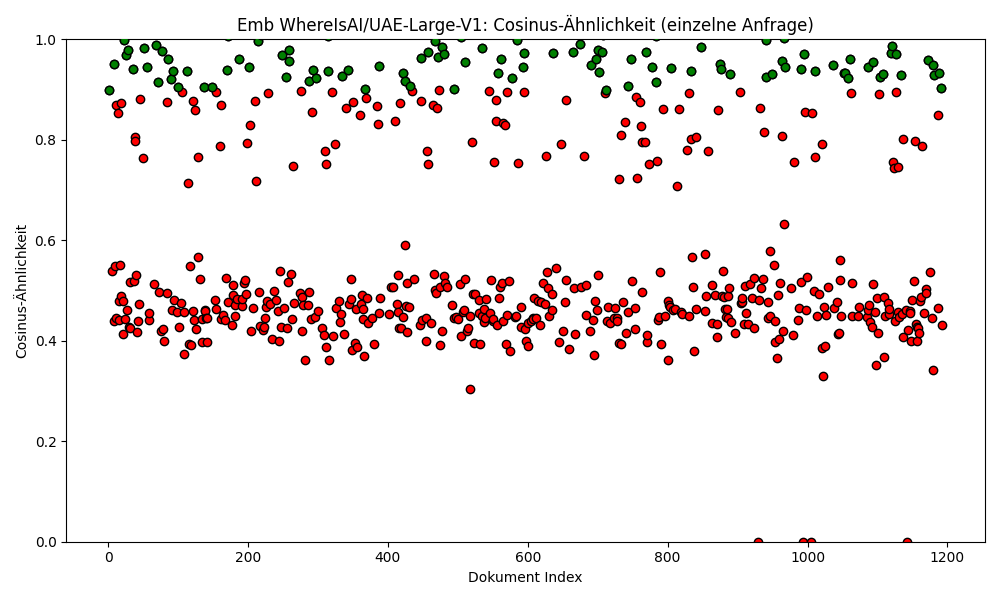 Emb WhereIsAI/UAE-Large-V1: Cosinus-Ähnlichkeit (einzelne Anfrage)
1.0
0.8
0.6
0.4
0.2
0.0
Cosinus-Ähnlichkeit
0 200 400 600 800 1000 1200
Dokument Index